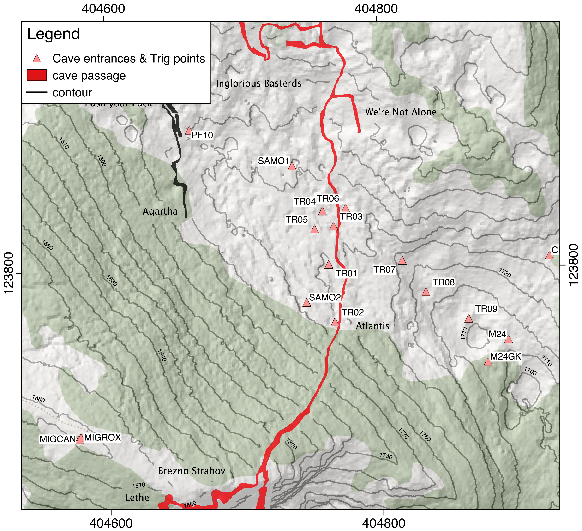 404600
404800
Legend
Cave entrances & Trig points
cave passage
contour
Inglorious Basterds
We're Not Alone
PF10
SAMO1
TR04
TR06
Agartha
TR05
TR03
C
123800
123800
TR01
TR07
TR08
SAMO2
TR02
TR09
Atlantis
M24
M24GK
MIGCAN
MIGROX
Brezno Strahov
Lethe
404600
404800